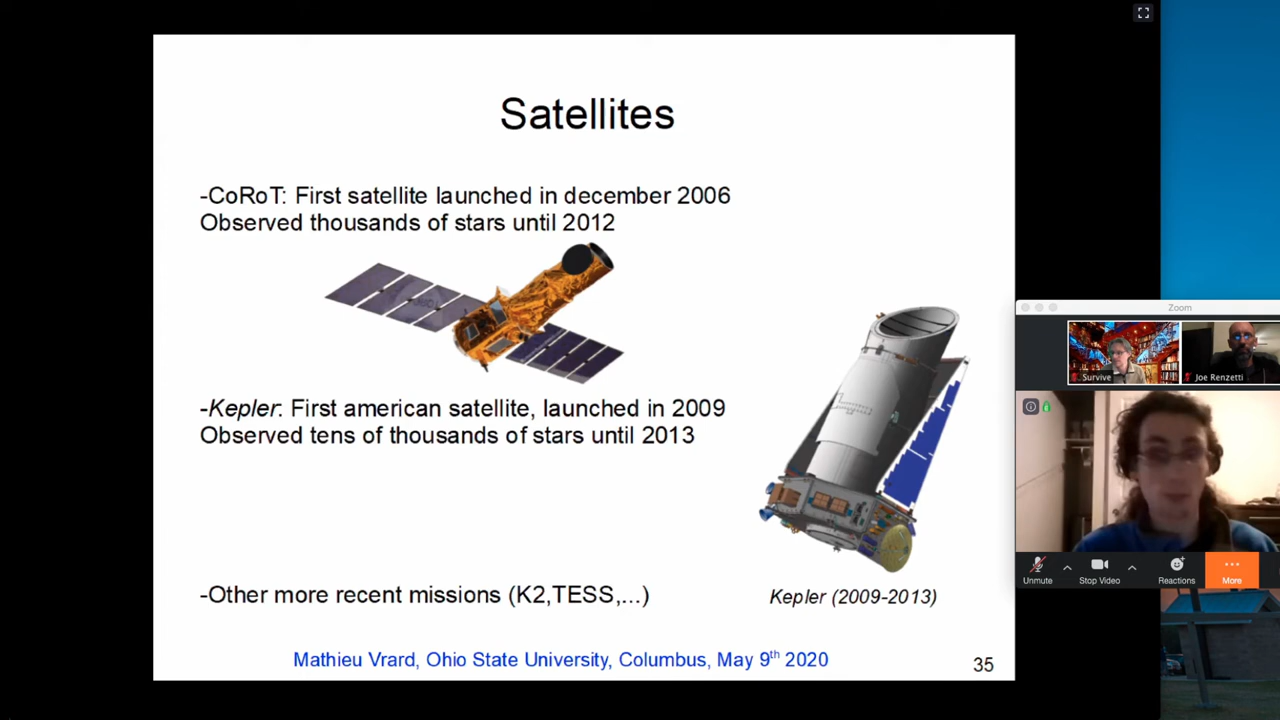 Satellites
-CoRoT: First satellite launched in december 2006
Observed thousands of stars until 2012
-Kepler: First american satellite, launched in 2009
Observed tens of thousands of stars until 2013
-Other more recent missions (K2,TESS,...)
Kepler (2009-2013)
Mathieu Vrard, Ohio State University, Columbus, May 9th 2020
35
Zoom
Survive
Joe Renzetti
Unmute
Stop Video
Reactions
More